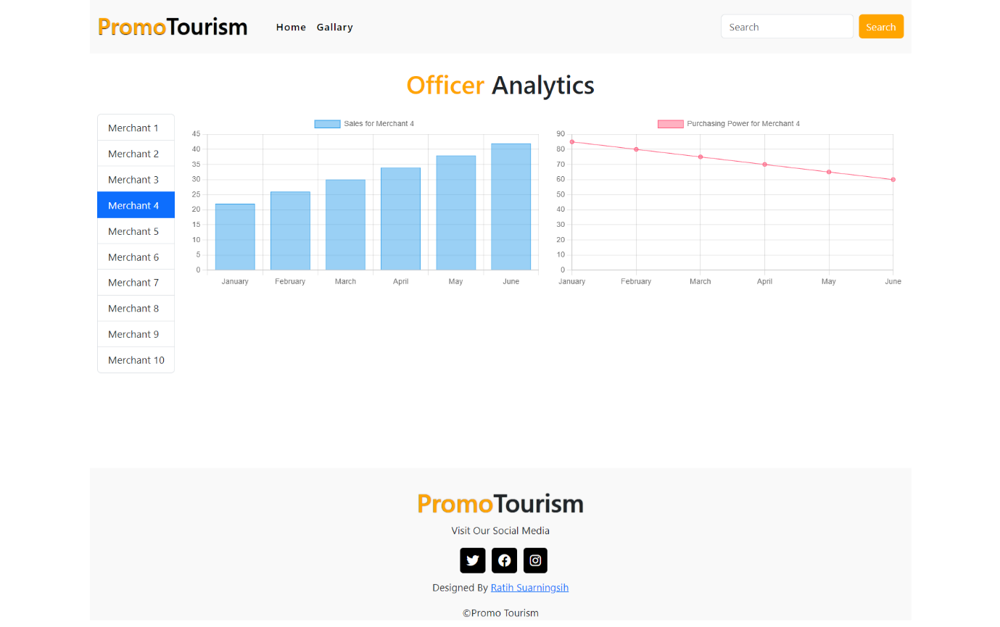 PromoTourism Home Gallary Search Search
Officer Analytics
Merchant 1
Merchant 2
Merchant 3
Merchant 4
Merchant 5
Merchant 6
Merchant 7
Merchant 8
Merchant 9
Merchant 10
Sales for Merchant 4
45
40
35
30
25
20
15
10
5
0
January February March April May June
Purchasing Power for Merchant 4
90
80
70
60
50
40
30
20
10
0
January February March April May June
PromoTourism
Visit Our Social Media
Designed By Ratih Suarningsih
©Promo Tourism